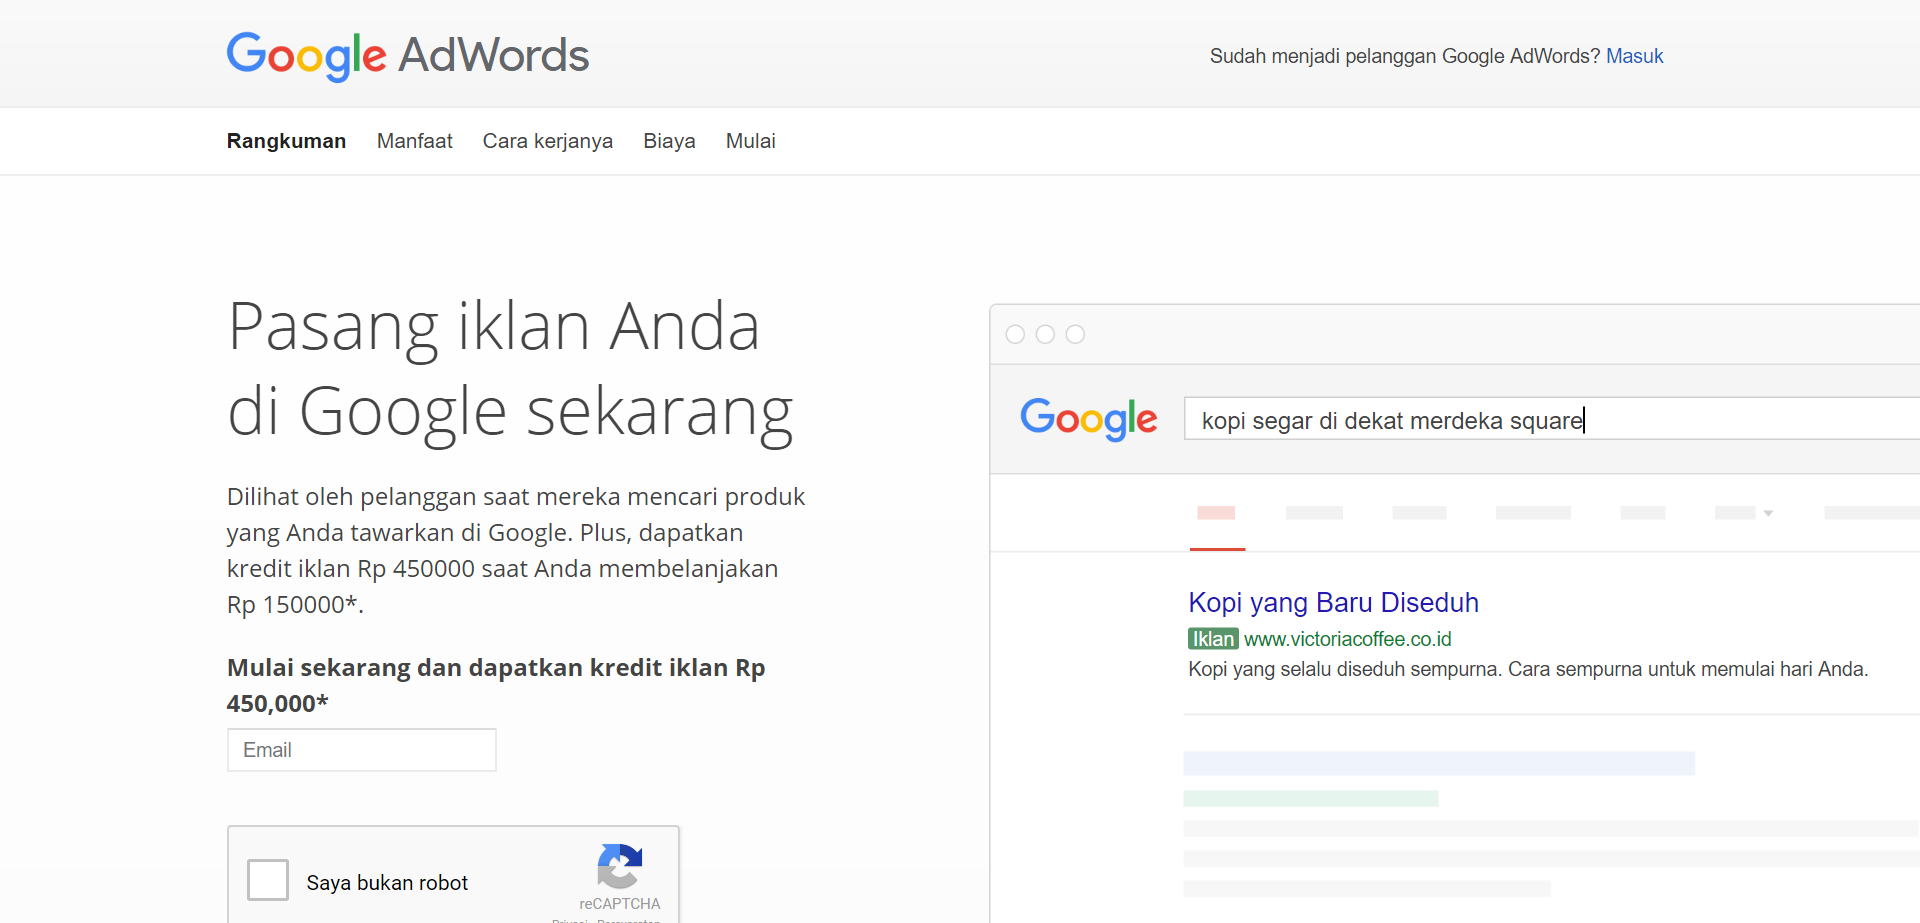 Google AdWords
Sudah menjadi pelanggan Google AdWords? Masuk
Rangkuman Manfaat Cara kerjanya Biaya Mulai
Pasang iklan Anda
di Google sekarang
Dilihat oleh pelanggan saat mereka mencari produk
yang Anda tawarkan di Google. Plus, dapatkan
kredit iklan Rp 450000 saat Anda membelanjakan
Rp 150000*.
Mulai sekarang dan dapatkan kredit iklan Rp
450,000*
Email
Saya bukan robot
reCAPTCHA
Google
kopi segar di dekat merdeka square
Kopi yang Baru Diseduh
Iklan www.victoriacoffee.co.id
Kopi yang selalu diseduh sempurna. Cara sempurna untuk memulai hari Anda.